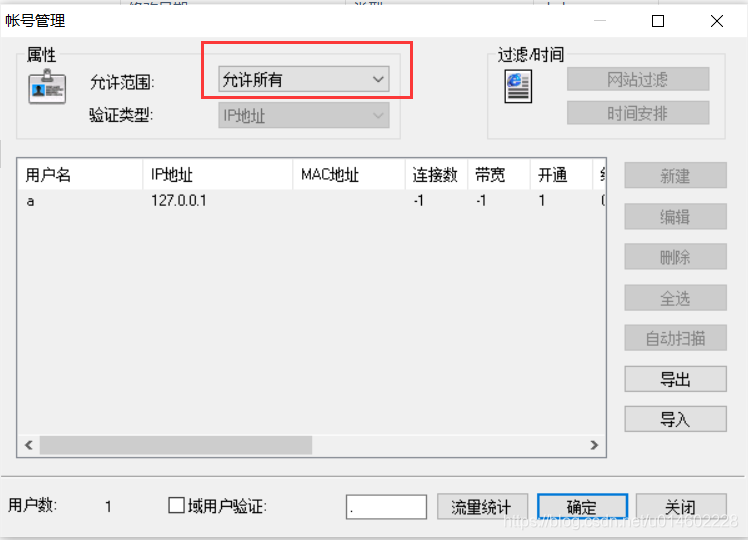 帐号管理
属性
允许范围: 允许所有
验证类型: IP地址
过滤/时间
网站过滤
时间安排
用户名 IP地址 MAC地址 连接数 带宽 开通
a 127.0.0.1 -1 -1 1
新建
编辑
删除
全选
自动扫描
导出
导入
用户数: 1 域用户验证: . 流量统计 确定 关闭
https://blog.csdn.net/u014602228